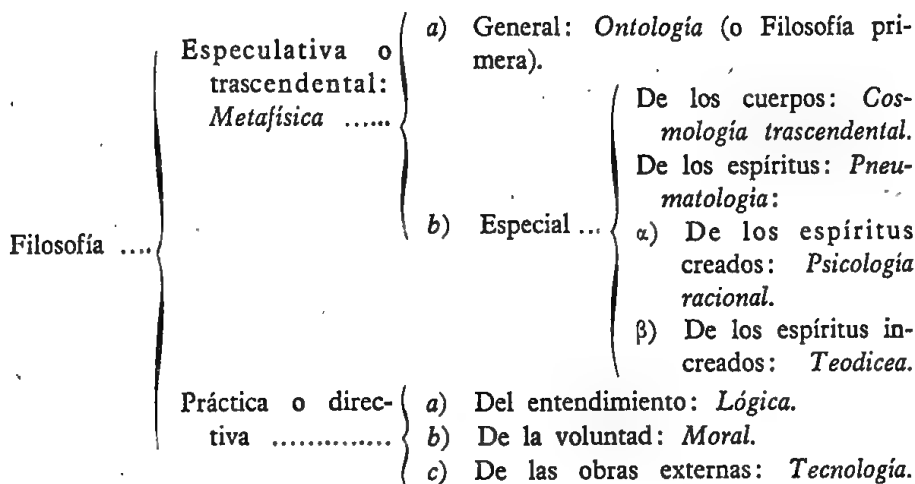 Filosofía ....
Especulativa o
trascendental:
Metafísica ......
a) General: Ontología (o Filosofía pri-
mera).
b) Especial ...
De los cuerpos: Cos-
mología trascendental.
De los espíritus: Pneu-
matologia:
α) De los espíritus
creados: Psicología
racional.
β) De los espíritus in-
creados: Teodicea.
Práctica o direc-
tiva ..............
a) Del entendimiento: Lógica.
b) De la voluntad: Moral.
c) De las obras externas: Tecnología.